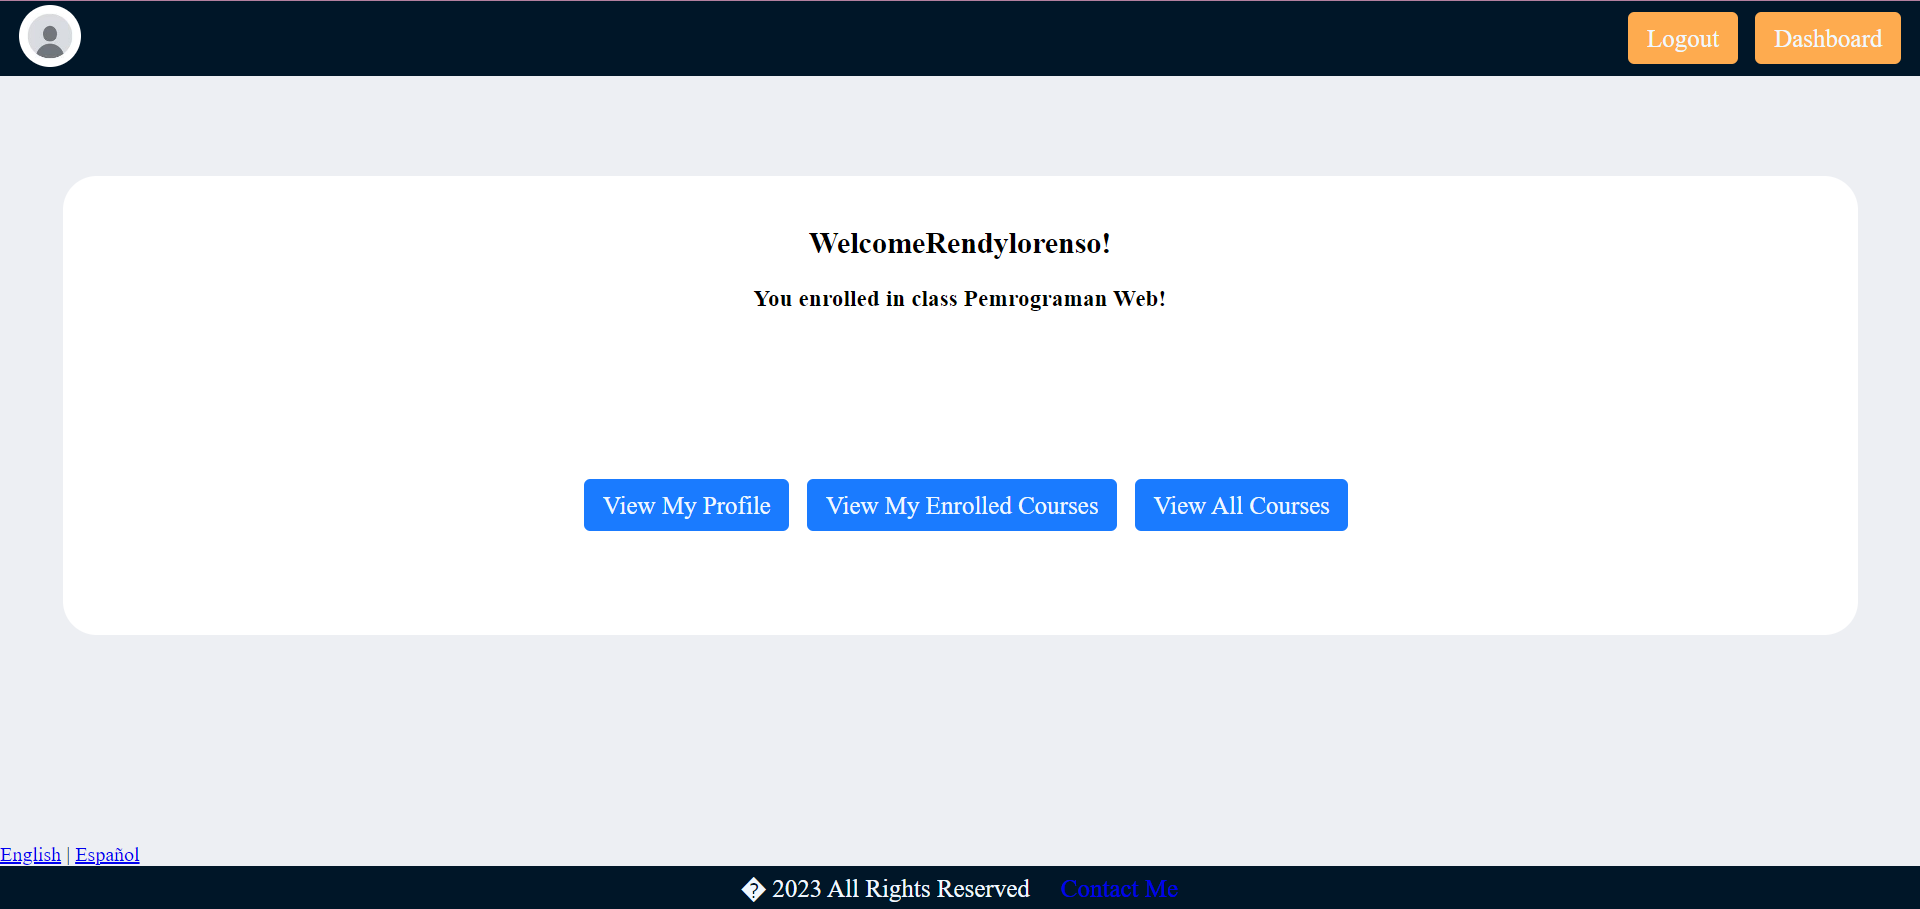 Logout Dashboard
WelcomeRendylorenso!
You enrolled in class Pemrograman Web!
View My Profile View My Enrolled Courses View All Courses
English | Español
� 2023 All Rights Reserved Contact Me